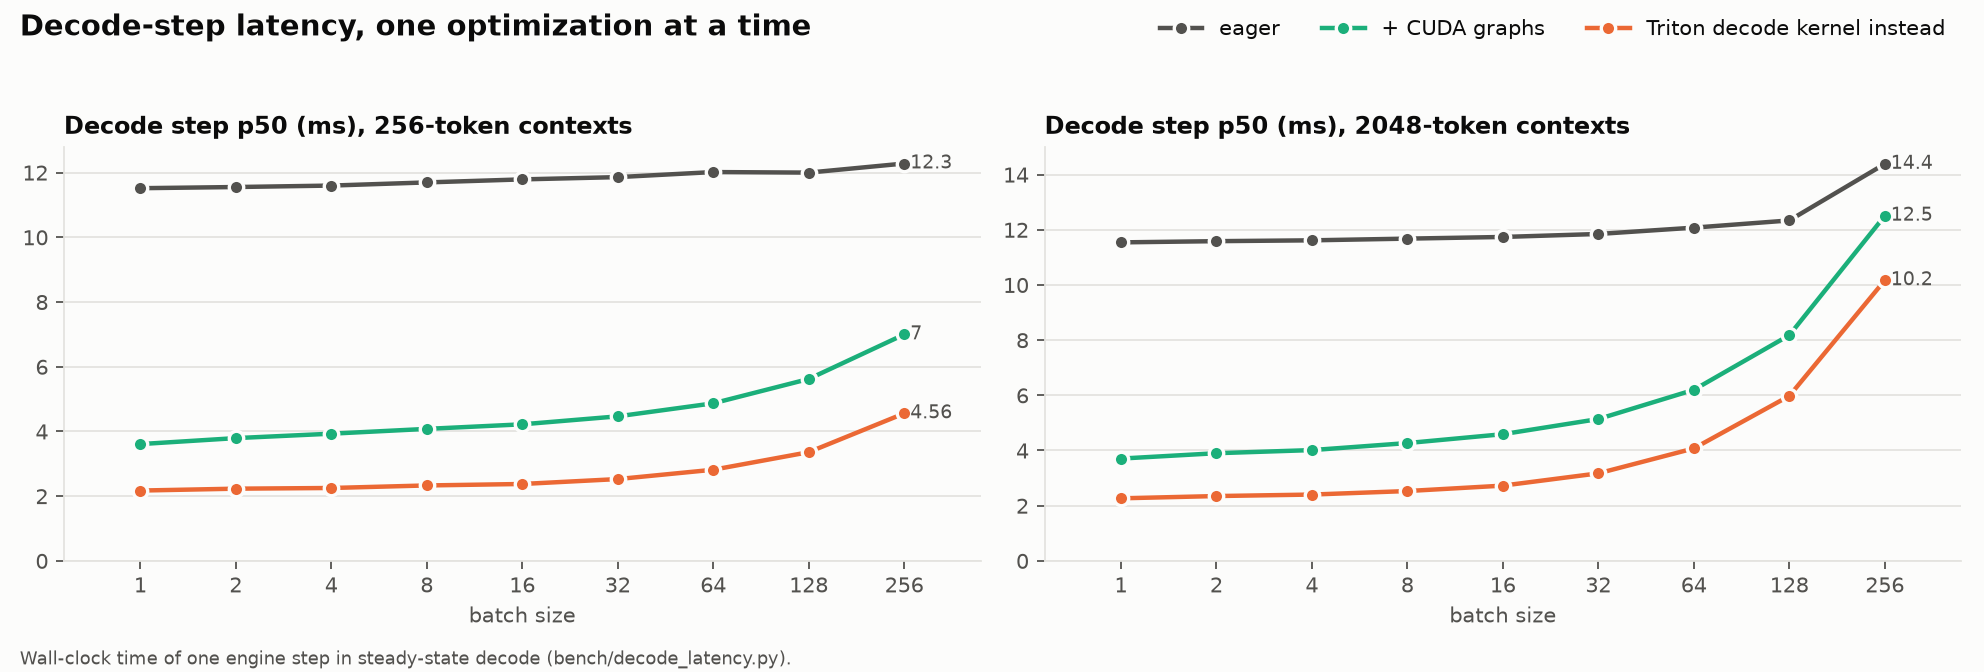 Decode-step latency, one optimization at a time
eager
+ CUDA graphs
Triton decode kernel instead
Decode step p50 (ms), 256-token contexts
12
10
8
6
4
2
0
12.3
7
4.56
1 2 4 8 16 32 64 128 256
batch size
Decode step p50 (ms), 2048-token contexts
14
12
10
8
6
4
2
0
14.4
12.5
10.2
1 2 4 8 16 32 64 128 256
batch size
Wall-clock time of one engine step in steady-state decode (bench/decode_latency.py).